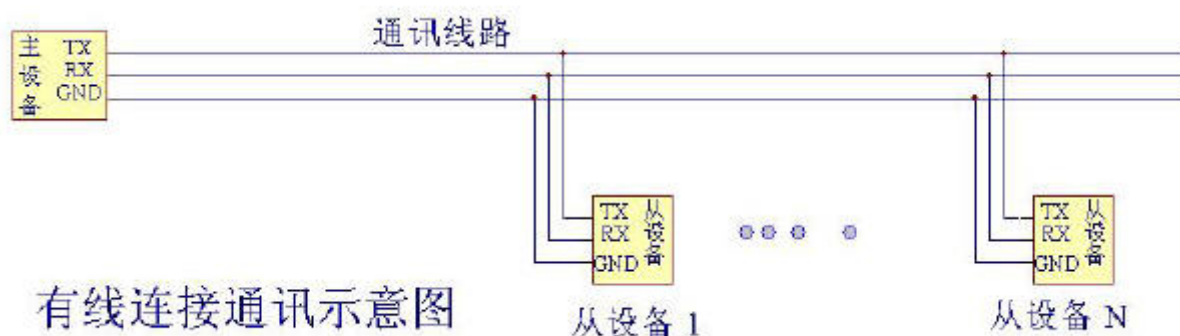 通讯线路
主设备
TX
RX
GND
TX
RX
GND
从设备
TX
RX
GND
从设备
有线连接通讯示意图
从设备 1
从设备 N